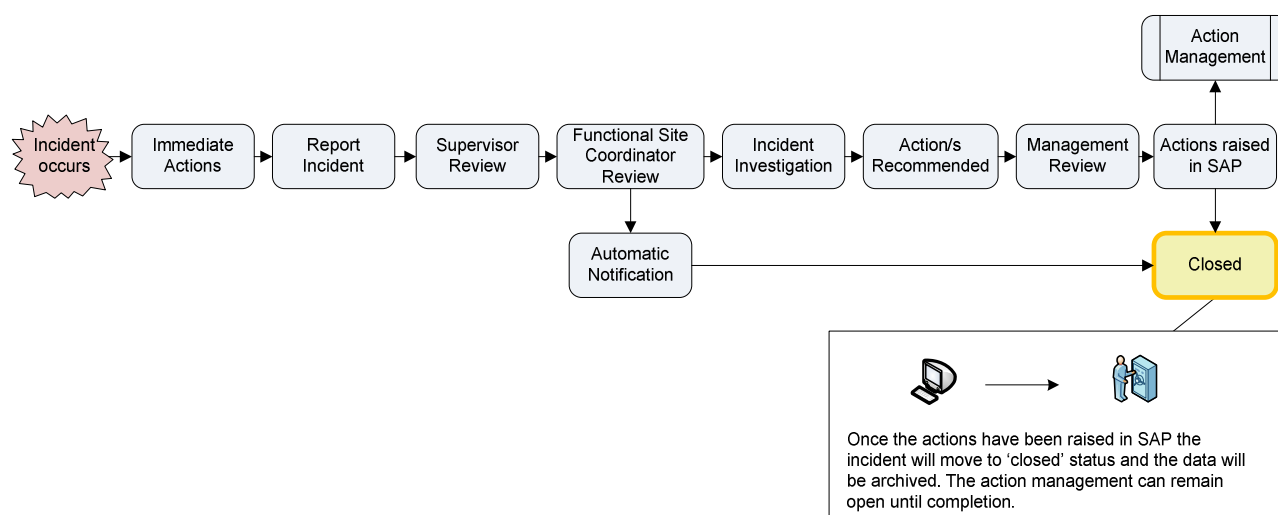 Action
Management
Incident
occurs
Immediate
Actions
Report
Incident
Supervisor
Review
Functional Site
Coordinator
Review
Incident
Investigation
Action/s
Recommended
Management
Review
Actions raised
in SAP
Automatic
Notification
Closed
Once the actions have been raised in SAP the
incident will move to ‘closed’ status and the data will
be archived. The action management can remain
open until completion.